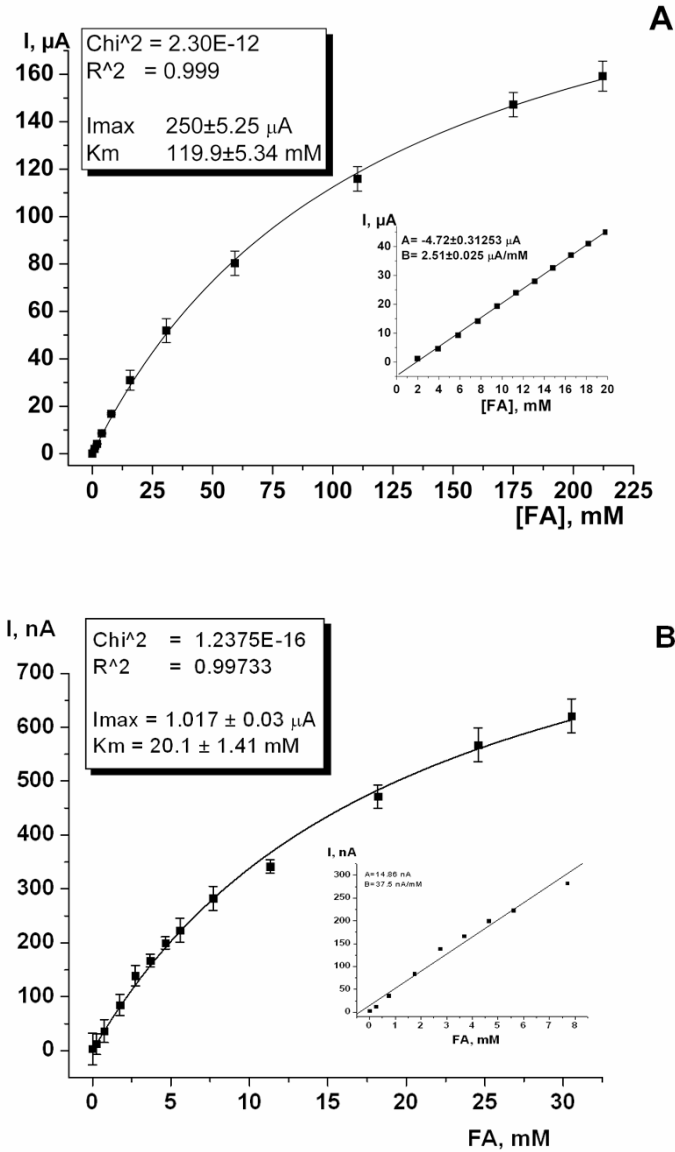 A
I, µA
Chi^2 = 2.30E-12
R^2 = 0.999
Imax 250±5.25 µA
Km 119.9±5.34 mM
160
140
120
100
80
60
40
20
0
0 25 50 75 100 125 150 175 200 225
[FA], mM
I, µA
A= -4.72±0.31253 µA
B= 2.51±0.025 µA/mM
40
30
20
10
0
0 2 4 6 8 10 12 14 16 18 20
[FA], mM
B
I, nA
Chi^2 = 1.2375E-16
R^2 = 0.99733
Imax = 1.017 ± 0.03 µA
Km = 20.1 ± 1.41 mM
700
600
500
400
300
200
100
0
0 5 10 15 20 25 30
FA, mM
I, nA
A=14.86 nA
B=37.5 nA/mM
300
250
200
150
100
50
0
0 1 2 3 4 5 6 7 8
FA, mM